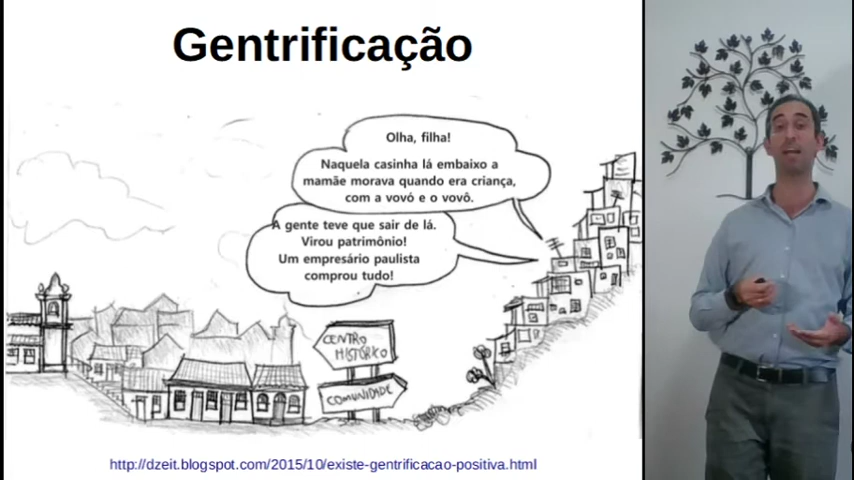 Gentrificação
Olha, filha!
Naquela casinha lá embaixo a
mamãe morava quando era criança,
com a vovó e o vovô.
A gente teve que sair de lá.
Virou patrimônio!
Um empresário paulista
comprou tudo!
CENTRO
HISTÓRICO
COMUNIDADE
http://dzeit.blogspot.com/2015/10/existe-gentrificacao-positiva.html